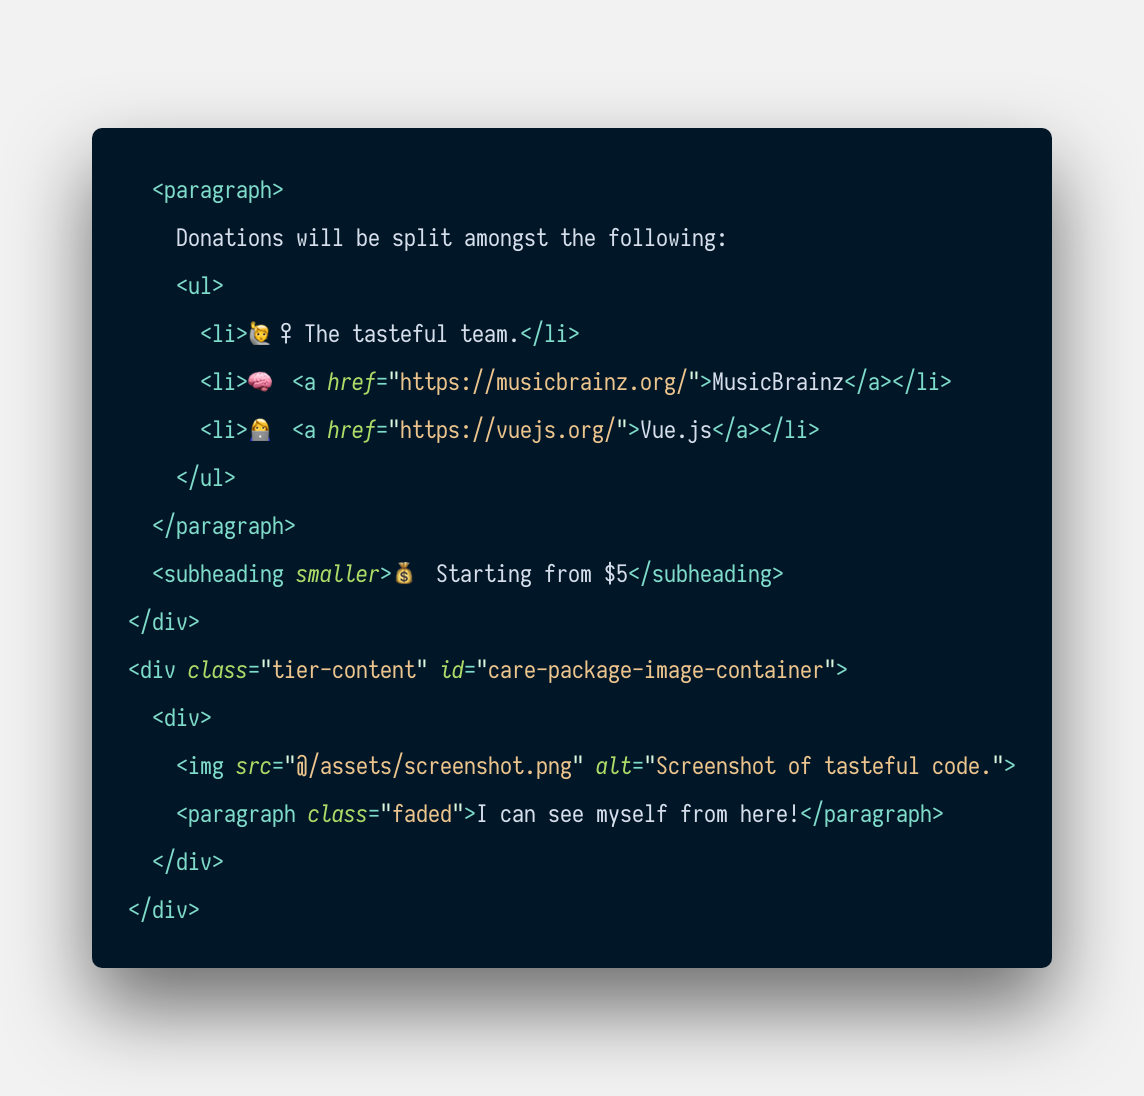 <paragraph>
Donations will be split amongst the following:
<ul>
<li>🙋♀ The tasteful team.</li>
<li>🧠 <a href="https://musicbrainz.org/">MusicBrainz</a></li>
<li>👩‍💻 <a href="https://vuejs.org/">Vue.js</a></li>
</ul>
</paragraph>
<subheading smaller>💰 Starting from $5</subheading>
</div>
<div class="tier-content" id="care-package-image-container">
<div>
<img src="@/assets/screenshot.png" alt="Screenshot of tasteful code.">
<paragraph class="faded">I can see myself from here!</paragraph>
</div>
</div>